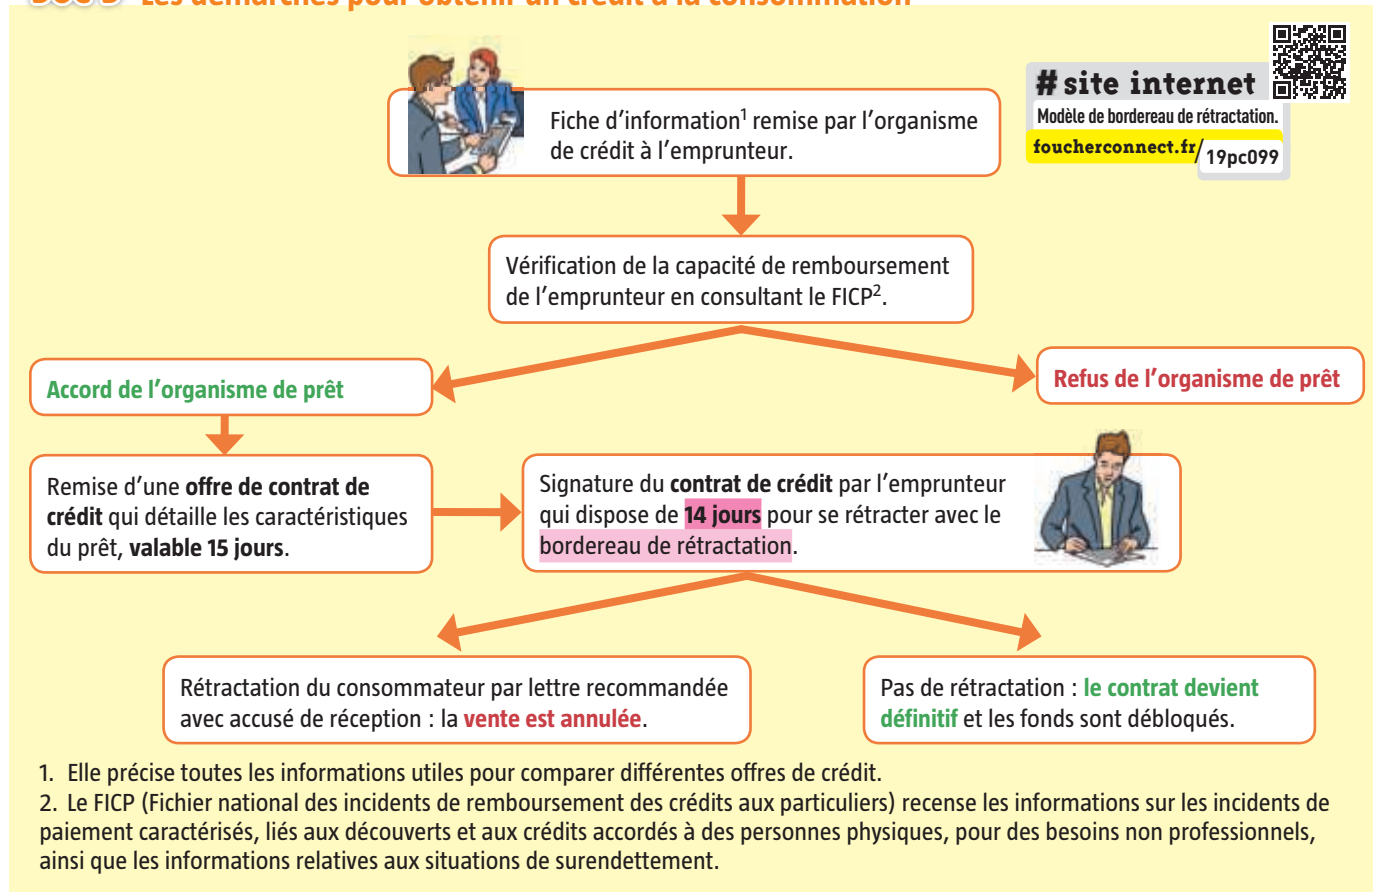 Les démarches pour obtenir un crédit à la consommation
# site internet
Modèle de bordereau de rétractation.
foucherconnect.fr/19pc099
Fiche d'information¹ remise par l'organisme
de crédit à l'emprunteur.
Vérification de la capacité de remboursement
de l'emprunteur en consultant le FICP².
Accord de l'organisme de prêt
Refus de l'organisme de prêt
Remise d'une offre de contrat de
crédit qui détaille les caractéristiques
du prêt, valable 15 jours.
Signature du contrat de crédit par l'emprunteur
qui dispose de 14 jours pour se rétracter avec le
bordereau de rétractation.
Rétractation du consommateur par lettre recommandée
avec accusé de réception : la vente est annulée.
Pas de rétractation : le contrat devient
définitif et les fonds sont débloqués.
1. Elle précise toutes les informations utiles pour comparer différentes offres de crédit.
2. Le FICP (Fichier national des incidents de remboursement des crédits aux particuliers) recense les informations sur les incidents de
paiement caractérisés, liés aux découverts et aux crédits accordés à des personnes physiques, pour des besoins non professionnels,
ainsi que les informations relatives aux situations de surendettement.